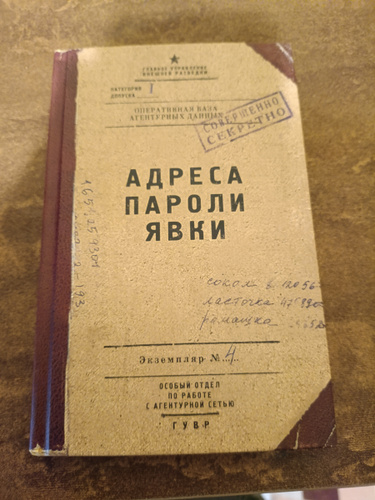 ГЛАВНОЕ УПРАВЛЕНИЕ
ВНЕШНЕЙ РАЗВЕДКИ
КАТЕГОРИЯ
ДОПУСКА I
ОПЕРАТИВНАЯ БАЗА
АГЕНТУРНЫХ ДАННЫХ
СОВЕРШЕННО
СЕКРЕТНО
АДРЕСА
ПАРОЛИ
ЯВКИ
сокол
ласточка
ромашка
Экземпляр №...4..
ОСОБЫЙ ОТДЕЛ
ПО РАБОТЕ
С АГЕНТУРНОЙ СЕТЬЮ
ГУВР